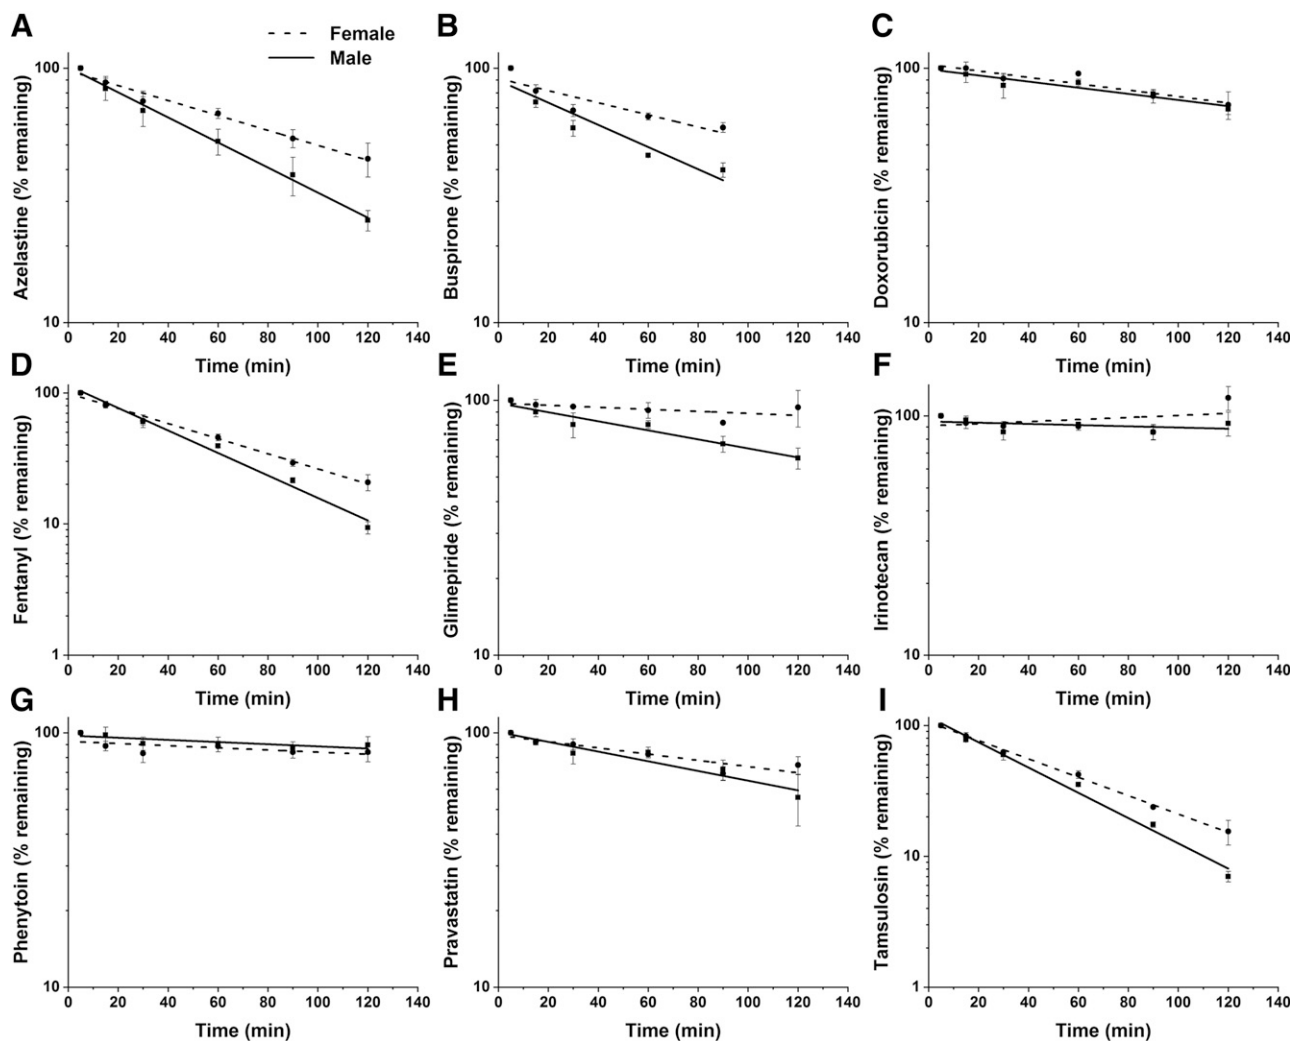 A
Female
Male
Azelastine (% remaining)
100
10
0 20 40 60 80 100 120 140
Time (min)
B
Buspirone (% remaining)
100
10
0 20 40 60 80 100 120 140
Time (min)
C
Doxorubicin (% remaining)
100
10
0 20 40 60 80 100 120 140
Time (min)
D
Fentanyl (% remaining)
100
10
1
0 20 40 60 80 100 120 140
Time (min)
E
Glimepiride (% remaining)
100
10
0 20 40 60 80 100 120 140
Time (min)
F
Irinotecan (% remaining)
100
10
0 20 40 60 80 100 120 140
Time (min)
G
Phenytoin (% remaining)
100
10
0 20 40 60 80 100 120 140
Time (min)
H
Pravastatin (% remaining)
100
10
0 20 40 60 80 100 120 140
Time (min)
I
Tamsulosin (% remaining)
100
10
1
0 20 40 60 80 100 120 140
Time (min)